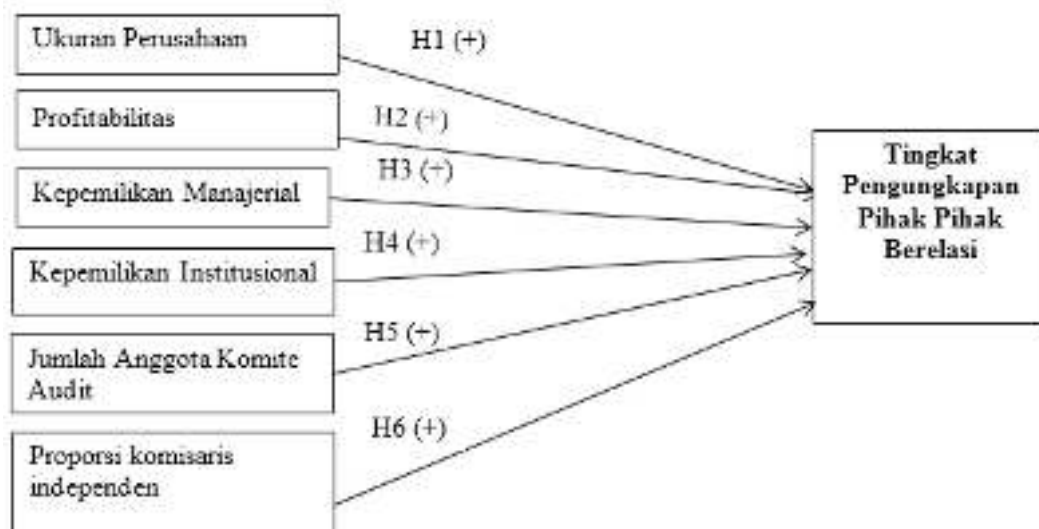 Ukuran Perusahaan
H1 (+)
Profitabilitas
H2 (+)
Kepemilikan Manajerial
H3 (+)
Kepemilikan Institusional
H4 (+)
Jumlah Anggota Komite
Audit
H5 (+)
Proporsi komisaris
independen
H6 (+)
Tingkat
Pengungkapan
Pihak Pihak
Berelasi